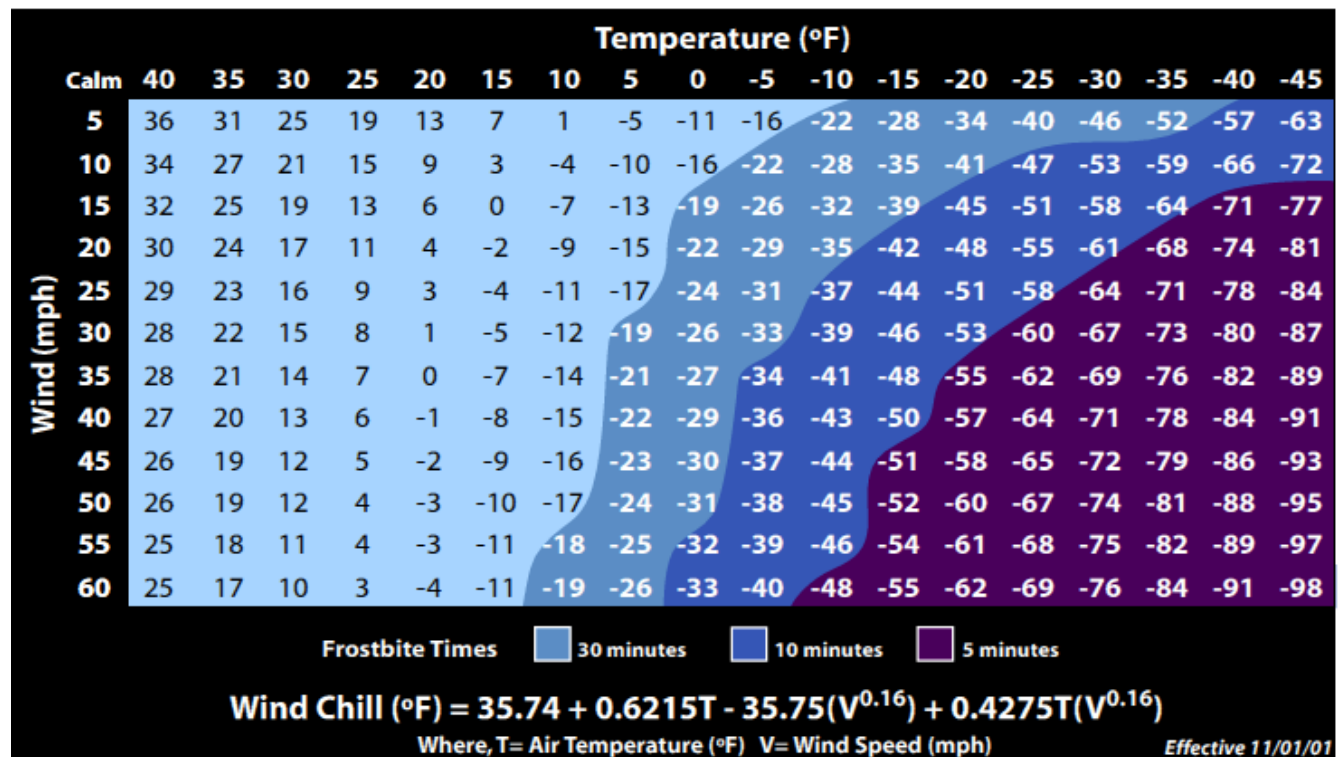 Temperature (ºF)
Calm 40 35 30 25 20 15 10 5 0 -5 -10 -15 -20 -25 -30 -35 -40 -45
5 36 31 25 19 13 7 1 -5 -11 -16 -22 -28 -34 -40 -46 -52 -57 -63
10 34 27 21 15 9 3 -4 -10 -16 -22 -28 -35 -41 -47 -53 -59 -66 -72
15 32 25 19 13 6 0 -7 -13 -19 -26 -32 -39 -45 -51 -58 -64 -71 -77
20 30 24 17 11 4 -2 -9 -15 -22 -29 -35 -42 -48 -55 -61 -68 -74 -81
25 29 23 16 9 3 -4 -11 -17 -24 -31 -37 -44 -51 -58 -64 -71 -78 -84
30 28 22 15 8 1 -5 -12 -19 -26 -33 -39 -46 -53 -60 -67 -73 -80 -87
35 28 21 14 7 0 -7 -14 -21 -27 -34 -41 -48 -55 -62 -69 -76 -82 -89
40 27 20 13 6 -1 -8 -15 -22 -29 -36 -43 -50 -57 -64 -71 -78 -84 -91
45 26 19 12 5 -2 -9 -16 -23 -30 -37 -44 -51 -58 -65 -72 -79 -86 -93
50 26 19 12 4 -3 -10 -17 -24 -31 -38 -45 -52 -60 -67 -74 -81 -88 -95
55 25 18 11 4 -3 -11 -18 -25 -32 -39 -46 -54 -61 -68 -75 -82 -89 -97
60 25 17 10 3 -4 -11 -19 -26 -33 -40 -48 -55 -62 -69 -76 -84 -91 -98
Wind (mph)
Frostbite Times 30 minutes 10 minutes 5 minutes
Wind Chill (ºF) = 35.74 + 0.6215T - 35.75(V^0.16) + 0.4275T(V^0.16)
Where, T= Air Temperature (ºF) V= Wind Speed (mph) Effective 11/01/01